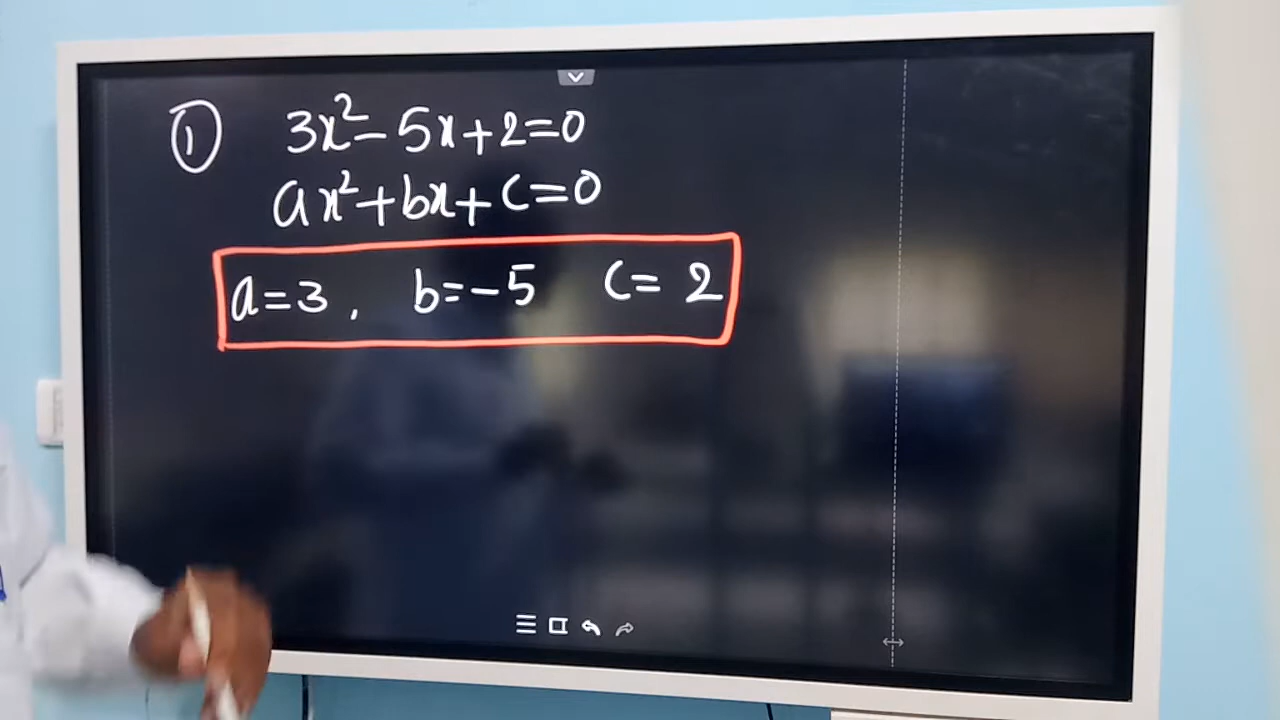 ① 3x² - 5x + 2 = 0
ax² + bx + c = 0
a = 3 , b = -5 c = 2